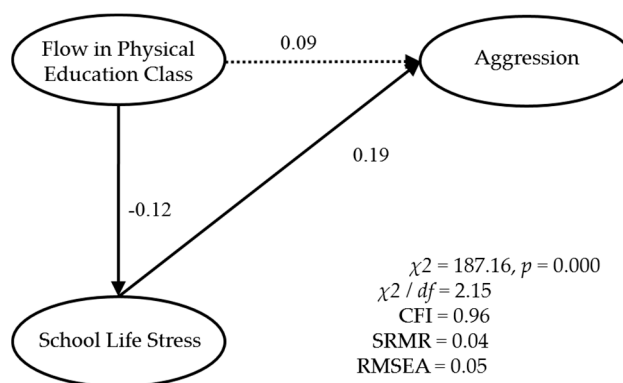 Flow in Physical
Education Class
0.09
Aggression
0.19
-0.12
School Life Stress
χ2 = 187.16, p = 0.000
χ2 / df = 2.15
CFI = 0.96
SRMR = 0.04
RMSEA = 0.05